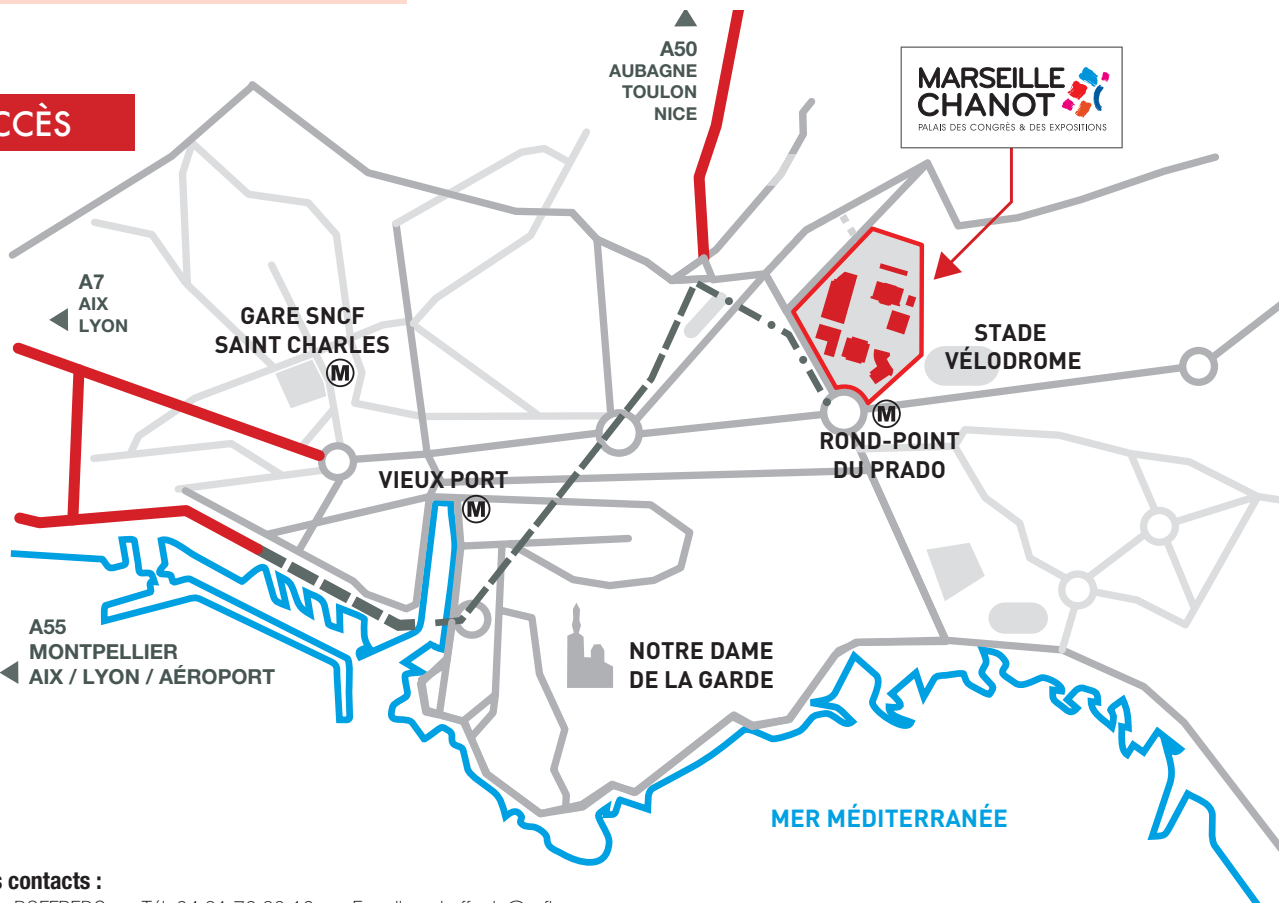 A50
AUBAGNE
TOULON
NICE
MARSEILLE
CHANOT
PALAIS DES CONGRÈS & DES EXPOSITIONS
CCÈS
A7
AIX
LYON
GARE SNCF
SAINT CHARLES
M
STADE
VÉLODROME
M
ROND-POINT
DU PRADO
VIEUX PORT
M
A55
MONTPELLIER
AIX / LYON / AÉROPORT
NOTRE DAME
DE LA GARDE
MER MÉDITERRANÉE
s contacts :